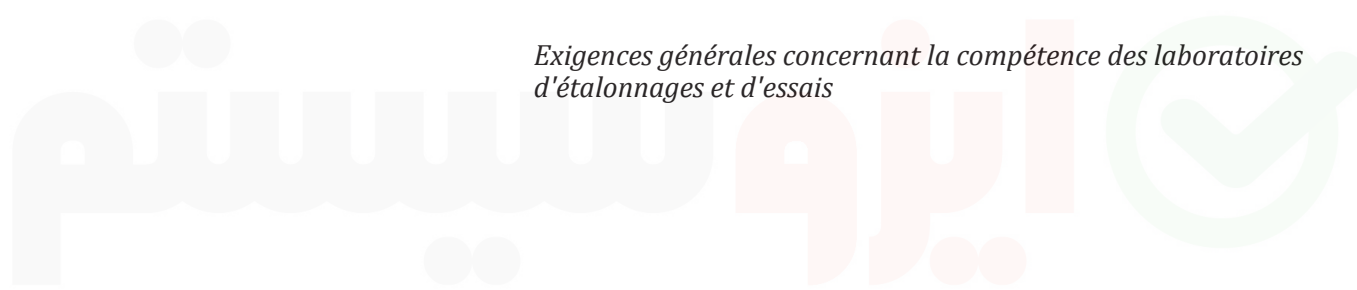 Exigences générales concernant la compétence des laboratoires
d'étalonnages et d'essais
ایزو سیستم